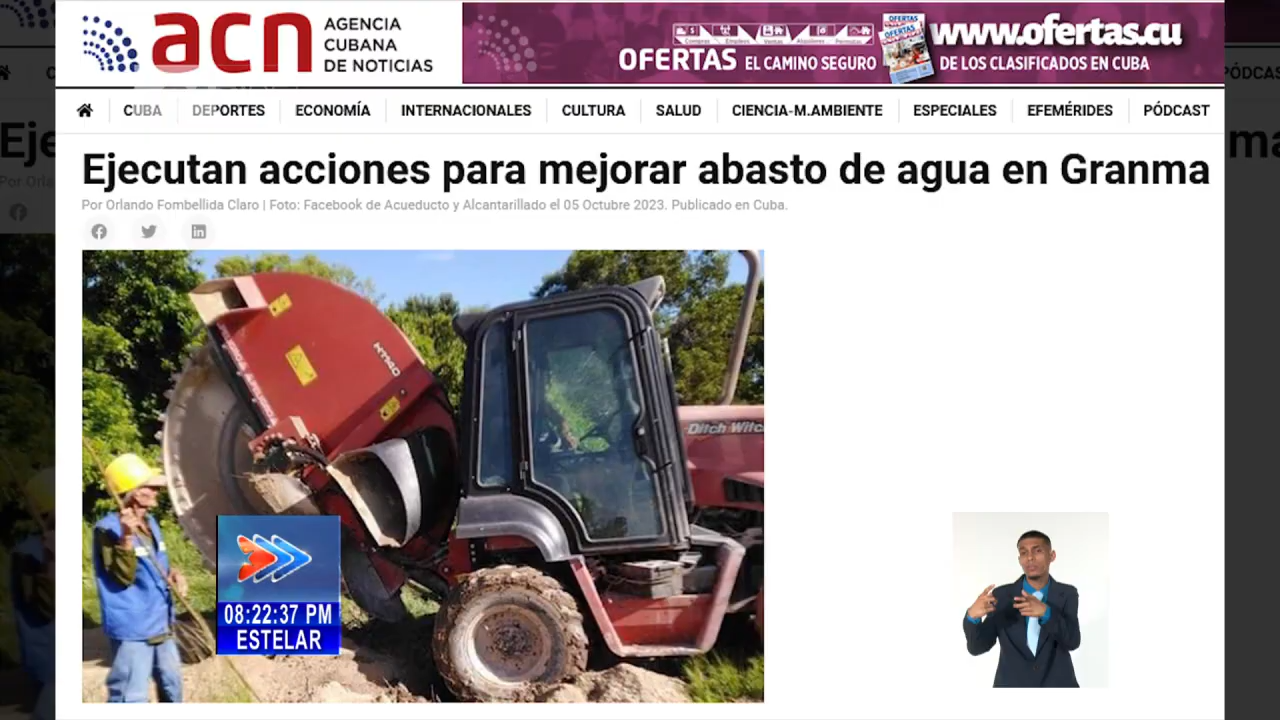 acn
AGENCIA
CUBANA
DE NOTICIAS
OFERTAS EL CAMINO SEGURO
OFERTAS
www.ofertas.cu
DE LOS CLASIFICADOS EN CUBA
CUBA DEPORTES ECONOMÍA INTERNACIONALES CULTURA SALUD CIENCIA-M.AMBIENTE ESPECIALES EFEMÉRIDES PÓDCAST
Ejecutan acciones para mejorar abasto de agua en Granma
Por Orlando Fombellida Claro | Foto: Facebook de Acueducto y Alcantarillado el 05 Octubre 2023. Publicado en Cuba.
Ditch Witch
08:22:37 PM
ESTELAR